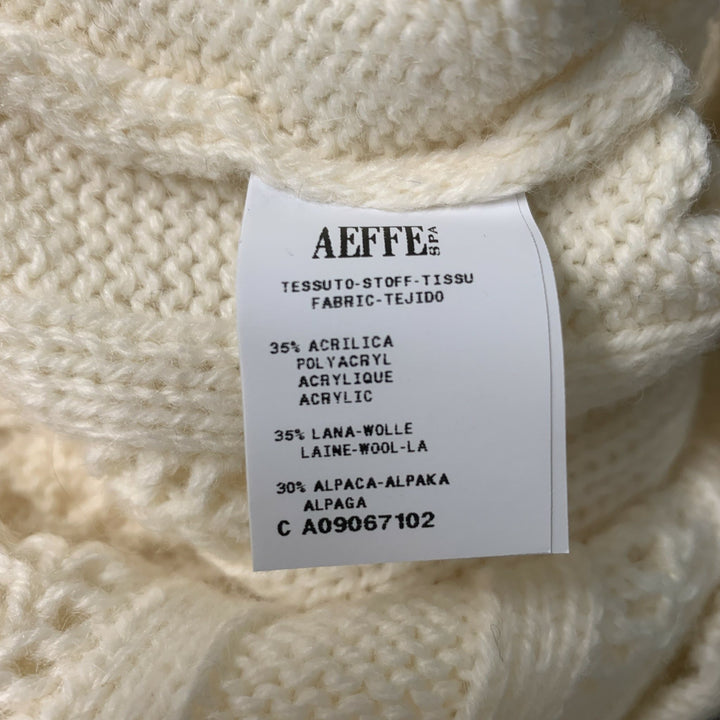 AEFFE SPA
TESSUTO-STOFF-TISSU
FABRIC-TEJIDO
35% ACRILICA
POLYACRYL
ACRYLIQUE
ACRYLIC
35% LANA-WOLLE
LAINE-WOOL-LA
30% ALPACA-ALPAKA
ALPAGA
C A09067102